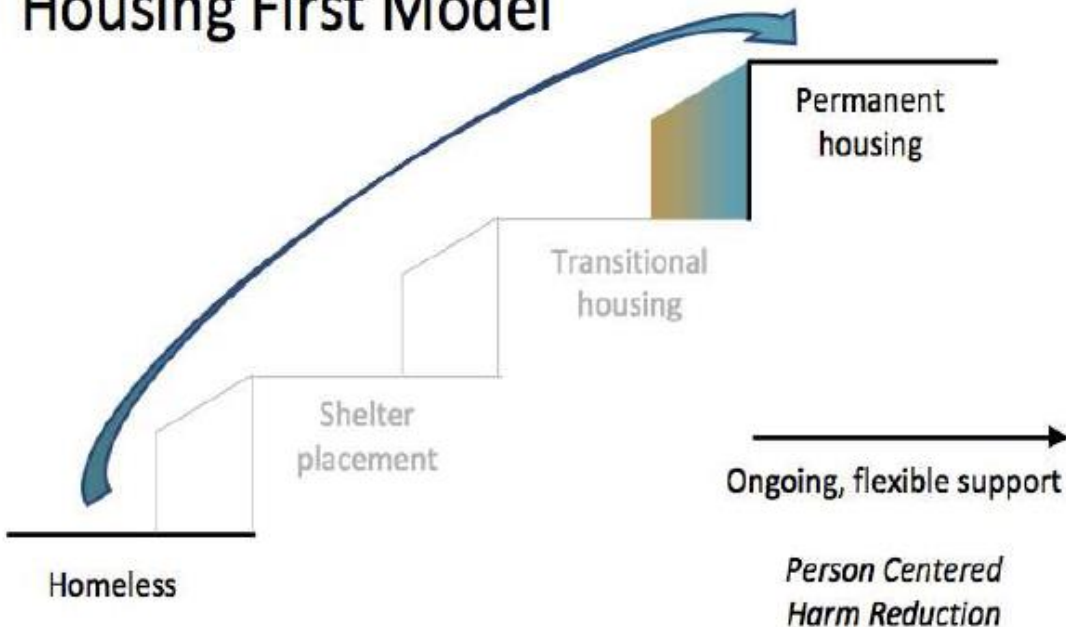 Housing First Model
Permanent
housing
Transitional
housing
Shelter
placement
Ongoing, flexible support
Homeless
Person Centered
Harm Reduction